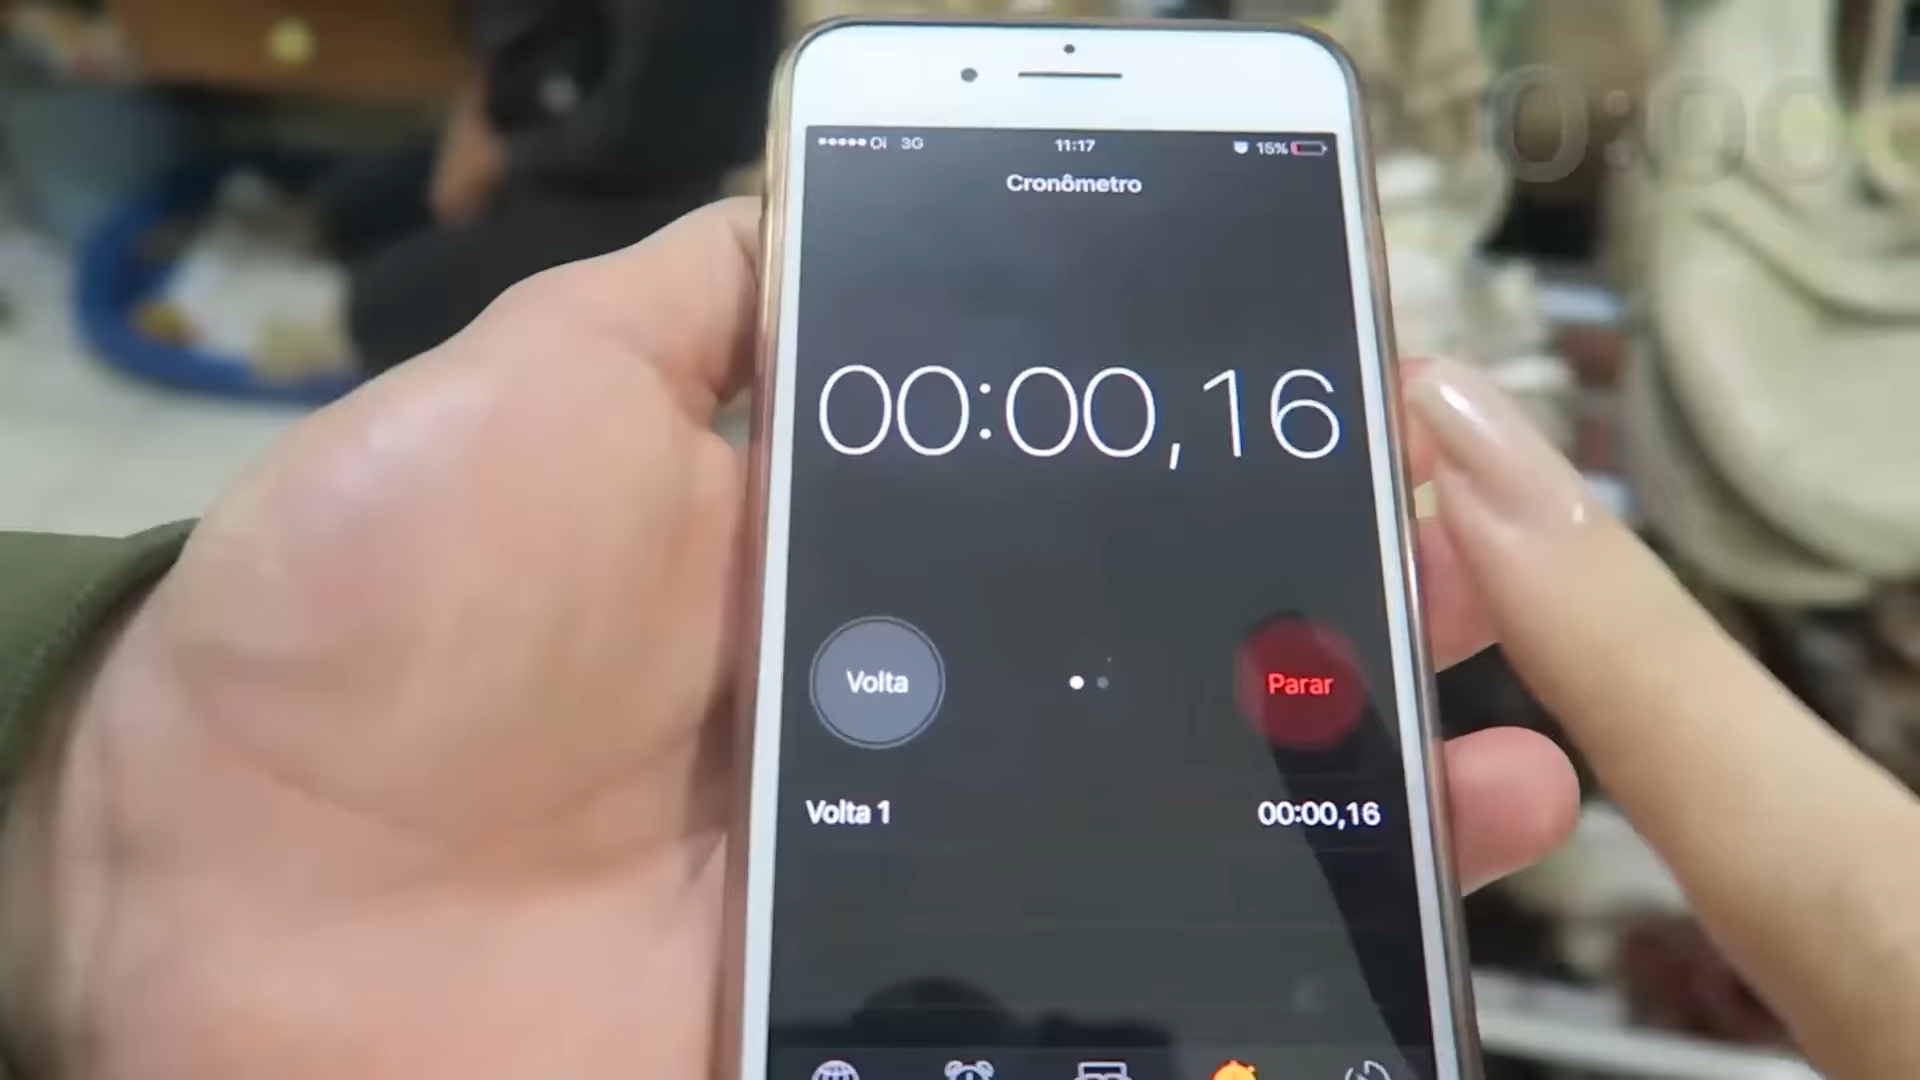 Oi 3G 11:17 15%
Cronômetro
00:00,16
Volta Parar
Volta 1 00:00,16